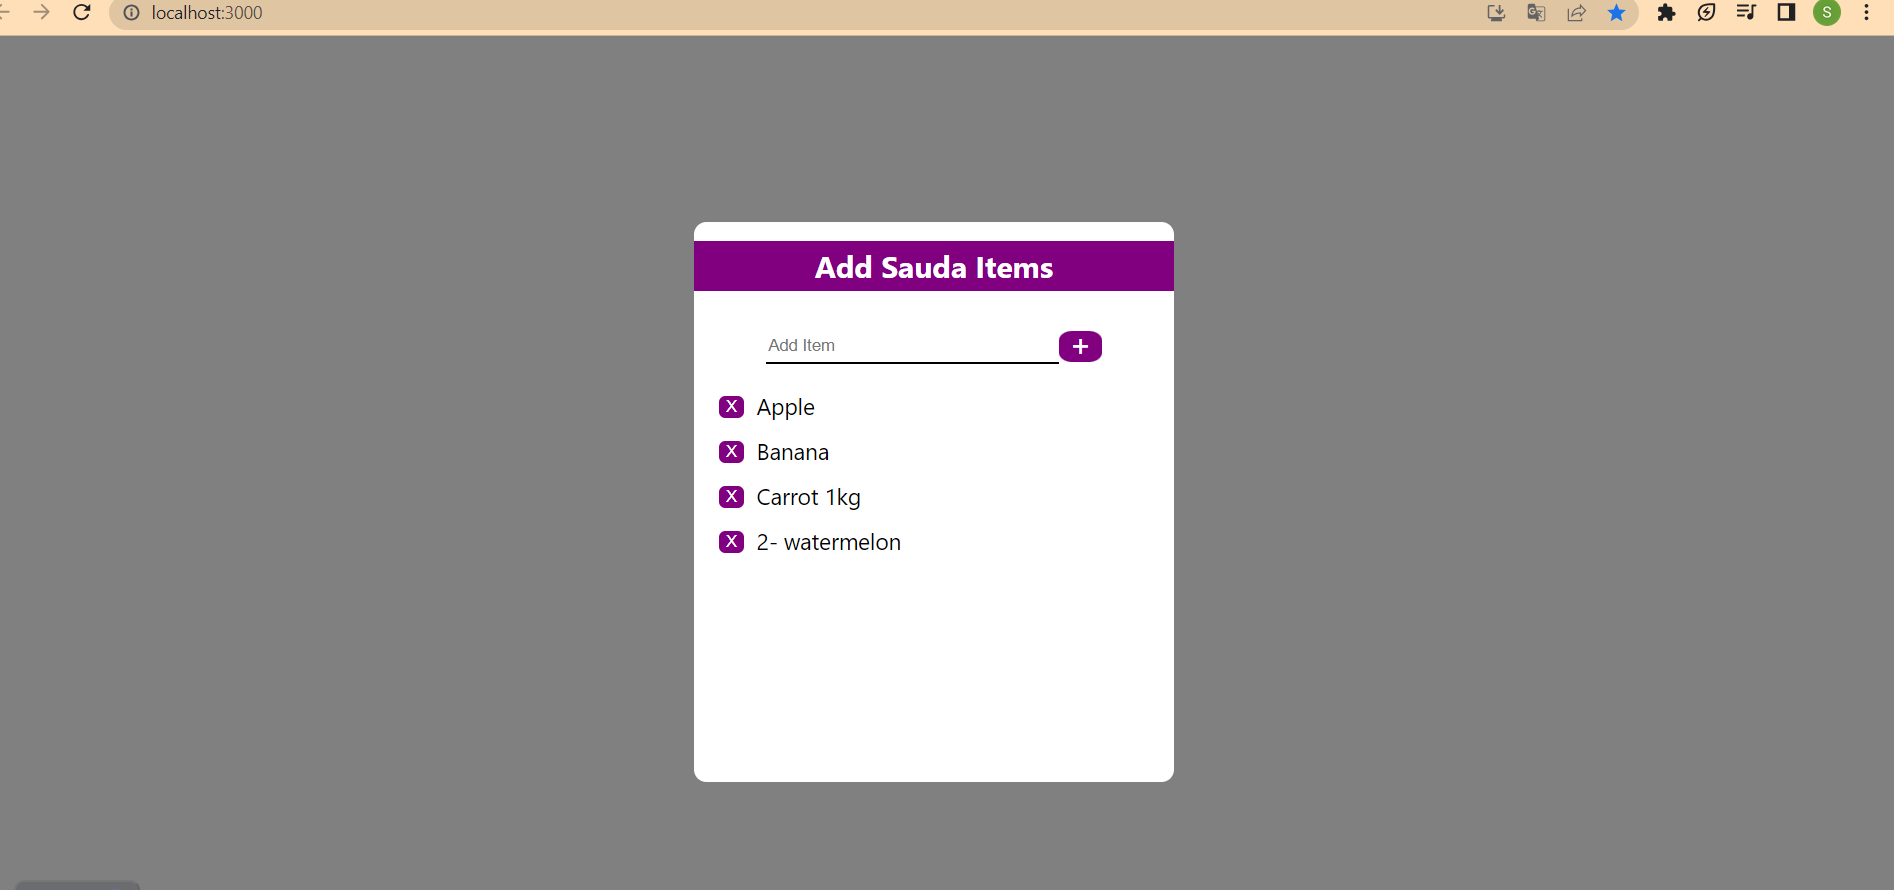 localhost:3000
S
Add Sauda Items
Add Item +
X Apple
X Banana
X Carrot 1kg
X 2- watermelon